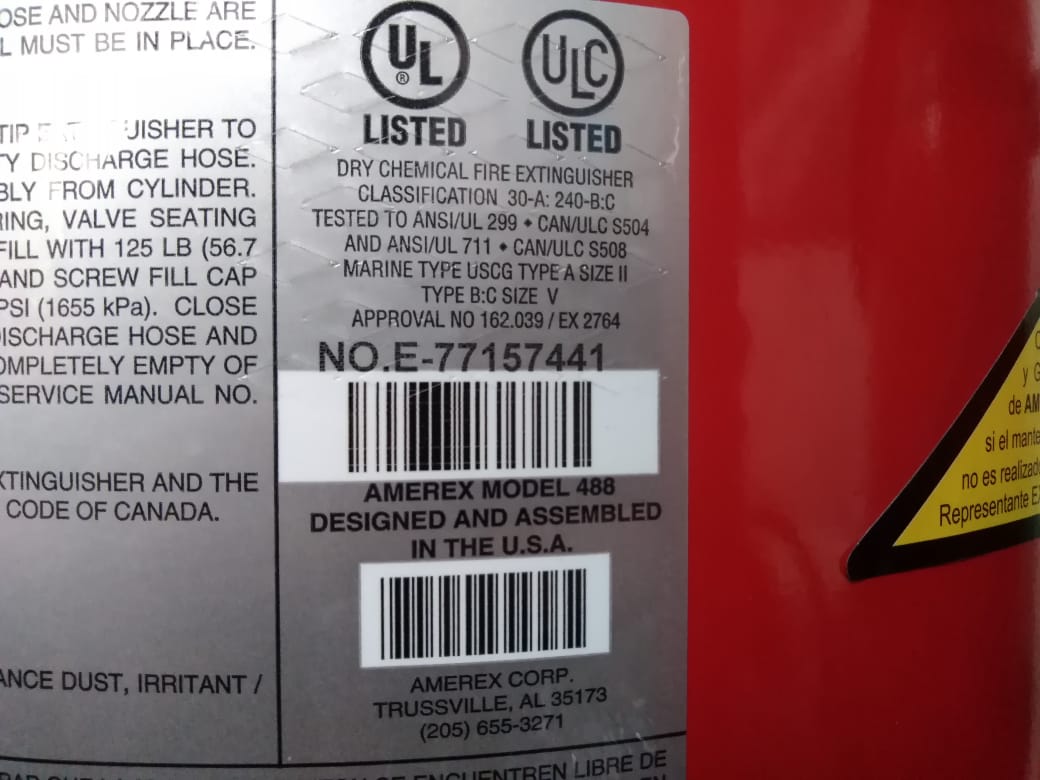 OSE AND NOZZLE ARE
L MUST BE IN PLACE.
TIP UISHER TO
Y DISCHARGE HOSE.
BLY FROM CYLINDER.
RING, VALVE SEATING
FILL WITH 125 LB (56.7
AND SCREW FILL CAP
PSI (1655 kPa). CLOSE
DISCHARGE HOSE AND
OMPLETELY EMPTY OF
SERVICE MANUAL NO.
XTINGUISHER AND THE
CODE OF CANADA.
ANCE DUST, IRRITANT /
UL ®
LISTED
ULC
LISTED
DRY CHEMICAL FIRE EXTINGUISHER
CLASSIFICATION 30-A: 240-B:C
TESTED TO ANSI/UL 299 • CAN/ULC S504
AND ANSI/UL 711 • CAN/ULC S508
MARINE TYPE USCG TYPE A SIZE II
TYPE B:C SIZE V
APPROVAL NO 162.039 / EX 2764
NO.E-77157441
AMEREX MODEL 488
DESIGNED AND ASSEMBLED
IN THE U.S.A.
AMEREX CORP.
TRUSSVILLE, AL 35173
(205) 655-3271
ENCUENTREN LIBRE DE
y G
de AM
si el mante
no es realizad
Representante E